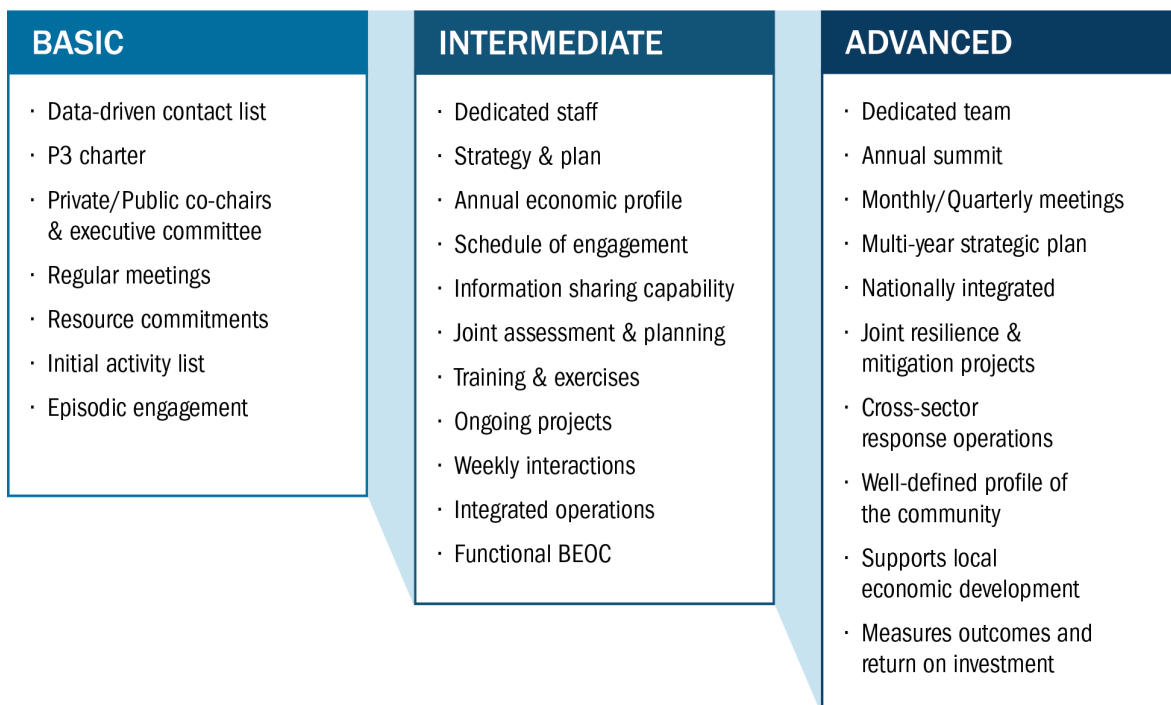 BASIC
· Data-driven contact list
· P3 charter
· Private/Public co-chairs
& executive committee
· Regular meetings
· Resource commitments
· Initial activity list
· Episodic engagement
INTERMEDIATE
· Dedicated staff
· Strategy & plan
· Annual economic profile
· Schedule of engagement
· Information sharing capability
· Joint assessment & planning
· Training & exercises
· Ongoing projects
· Weekly interactions
· Integrated operations
· Functional BEOC
ADVANCED
· Dedicated team
· Annual summit
· Monthly/Quarterly meetings
· Multi-year strategic plan
· Nationally integrated
· Joint resilience &
mitigation projects
· Cross-sector
response operations
· Well-defined profile of
the community
· Supports local
economic development
· Measures outcomes and
return on investment